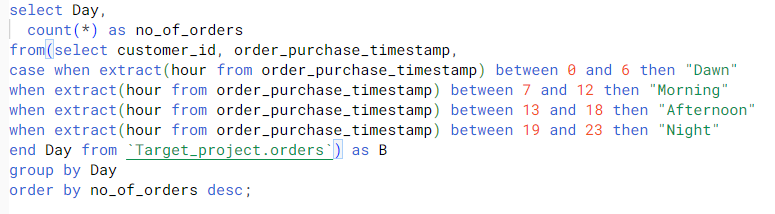 select Day,
count(*) as no_of_orders
from(select customer_id, order_purchase_timestamp,
case when extract(hour from order_purchase_timestamp) between 0 and 6 then "Dawn"
when extract(hour from order_purchase_timestamp) between 7 and 12 then "Morning"
when extract(hour from order_purchase_timestamp) between 13 and 18 then "Afternoon"
when extract(hour from order_purchase_timestamp) between 19 and 23 then "Night"
end Day from `Target_project.orders`) as B
group by Day
order by no_of_orders desc;